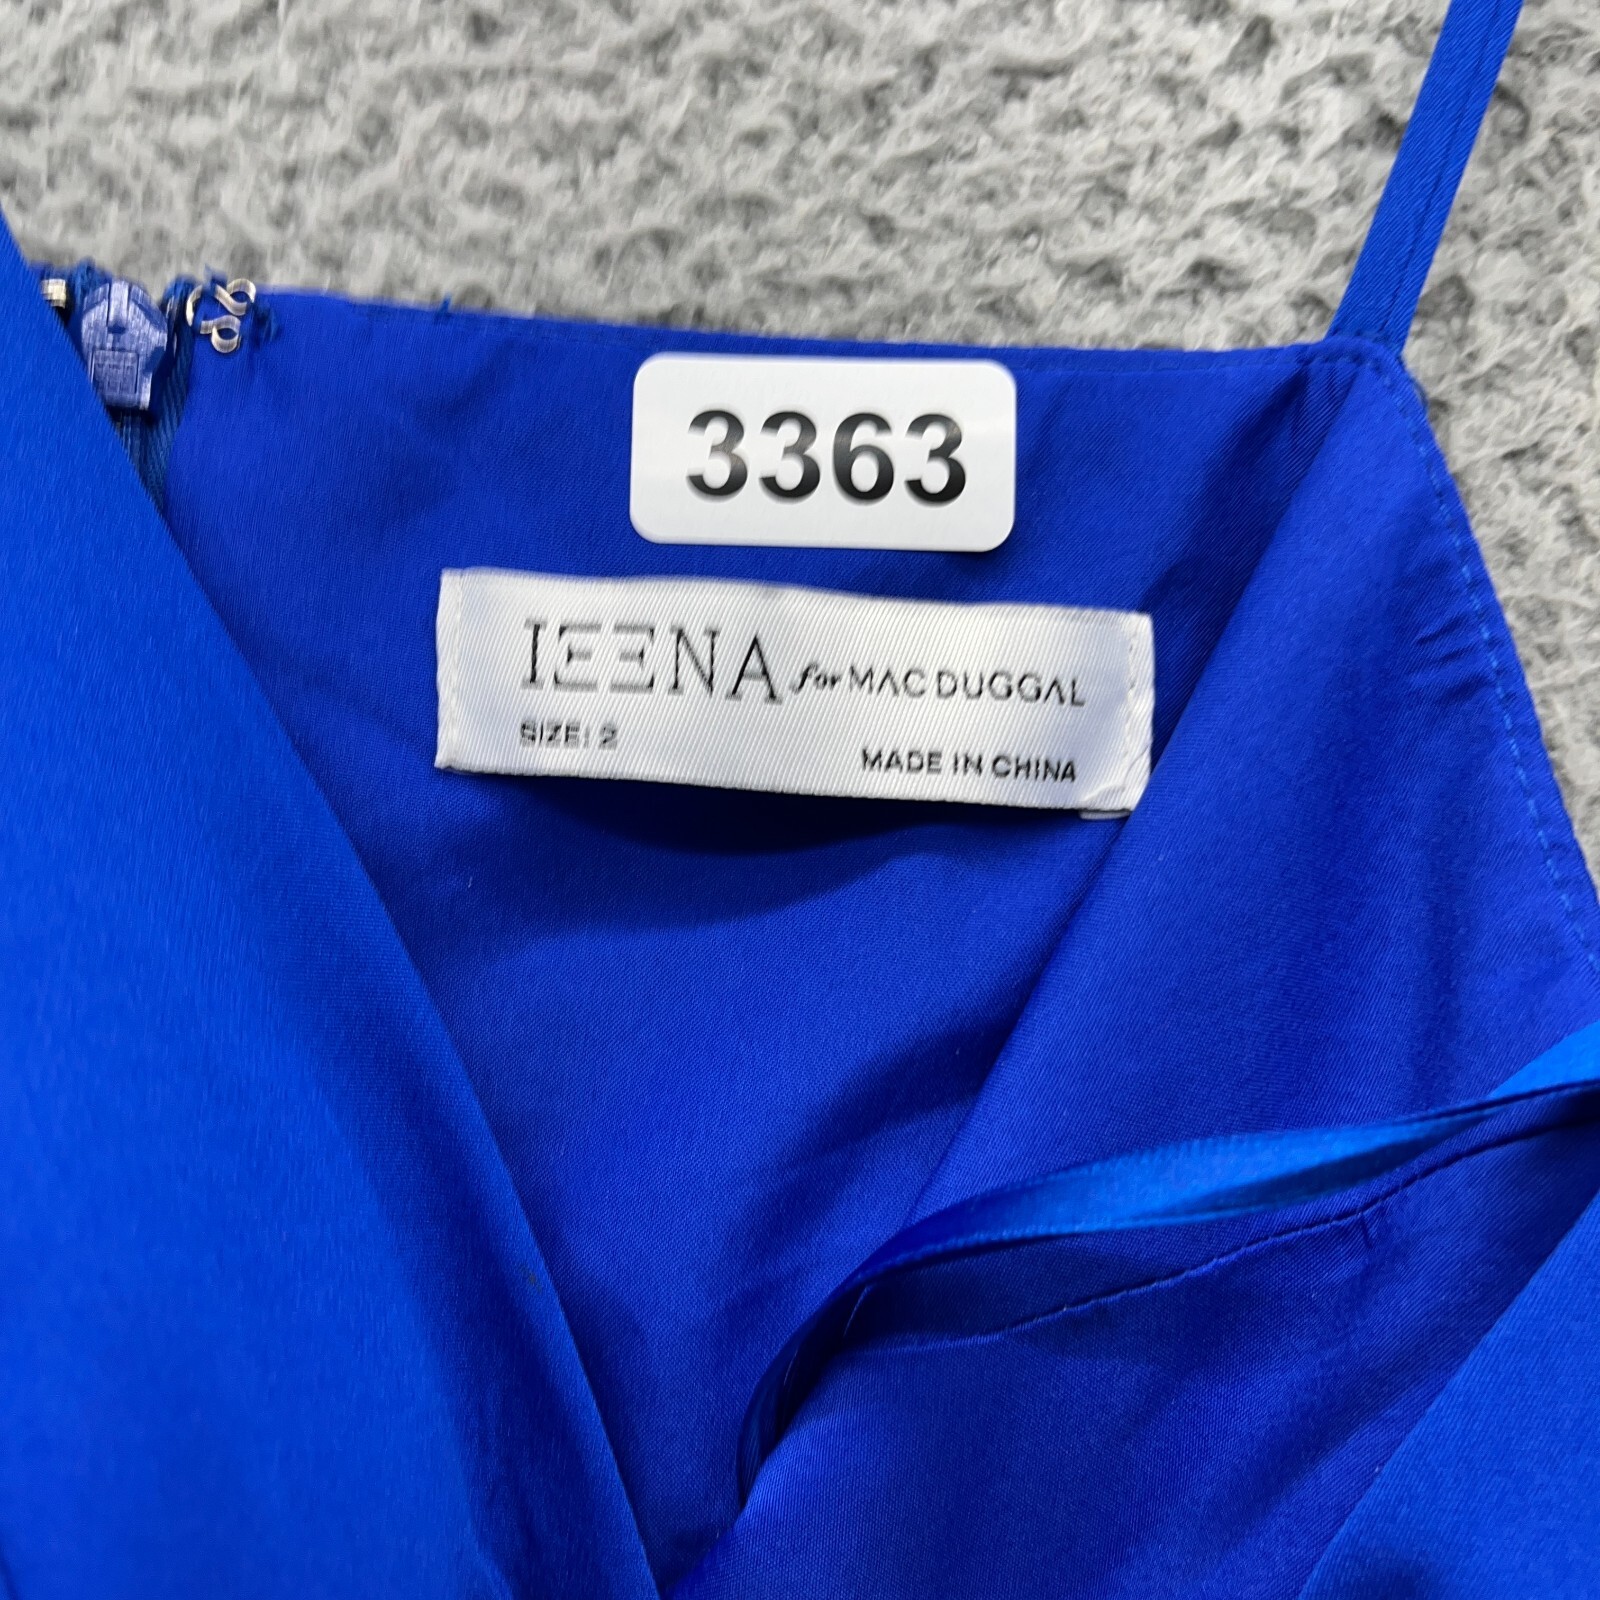 3363
IEENA for MAC DUGGAL
SIZE: 2
MADE IN CHINA